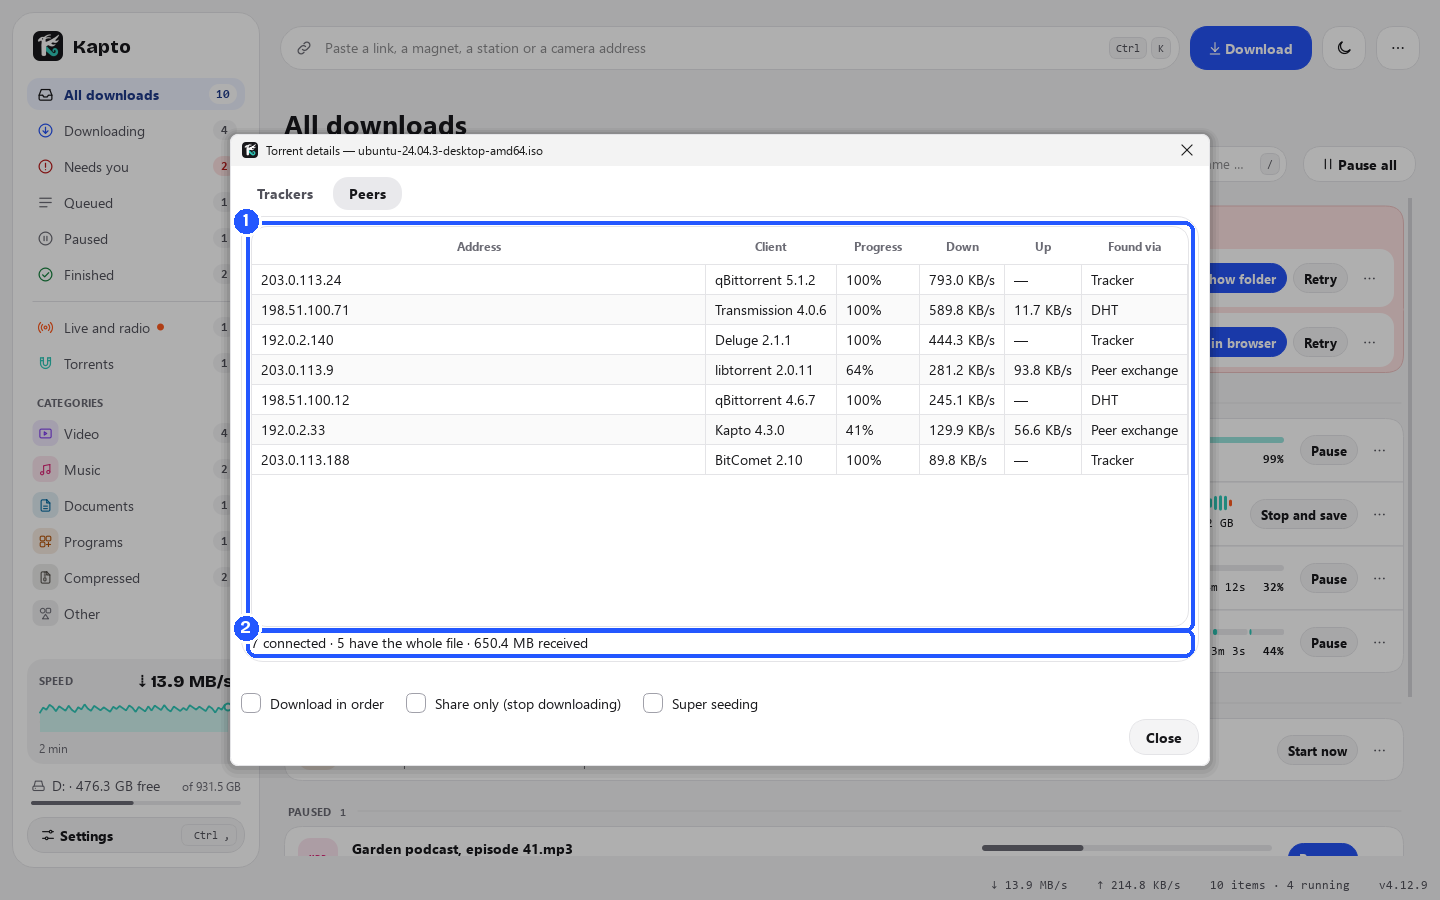 Kapto
Paste a link, a magnet, a station or a camera address
Ctrl K
Download
All downloads 10
Downloading 4
Needs you 2
Queued 1
Paused 1
Finished 2
Live and radio 1
Torrents 1
CATEGORIES
Video 4
Music 2
Documents 1
Programs 1
Compressed 2
Other
SPEED 13.9 MB/s
2 min
D: · 476.3 GB free of 931.5 GB
Settings Ctrl ,
All downloads
/
Pause all
Torrent details — ubuntu-24.04.3-desktop-amd64.iso
Trackers Peers
1
Address Client Progress Down Up Found via
203.0.113.24 qBittorrent 5.1.2 100% 793.0 KB/s — Tracker
198.51.100.71 Transmission 4.0.6 100% 589.8 KB/s 11.7 KB/s DHT
192.0.2.140 Deluge 2.1.1 100% 444.3 KB/s — Tracker
203.0.113.9 libtorrent 2.0.11 64% 281.2 KB/s 93.8 KB/s Peer exchange
198.51.100.12 qBittorrent 4.6.7 100% 245.1 KB/s — DHT
192.0.2.33 Kapto 4.3.0 41% 129.9 KB/s 56.6 KB/s Peer exchange
203.0.113.188 BitComet 2.10 100% 89.8 KB/s — Tracker
2
7 connected · 5 have the whole file · 650.4 MB received
Download in order Share only (stop downloading) Super seeding
Close
folder Retry
in browser Retry
99% Pause
GB Stop and save
12s 32% Pause
3m 3s 44% Pause
Start now
PAUSED 1
Garden podcast, episode 41.mp3
↓ 13.9 MB/s ↑ 214.8 KB/s 10 items · 4 running v4.12.9